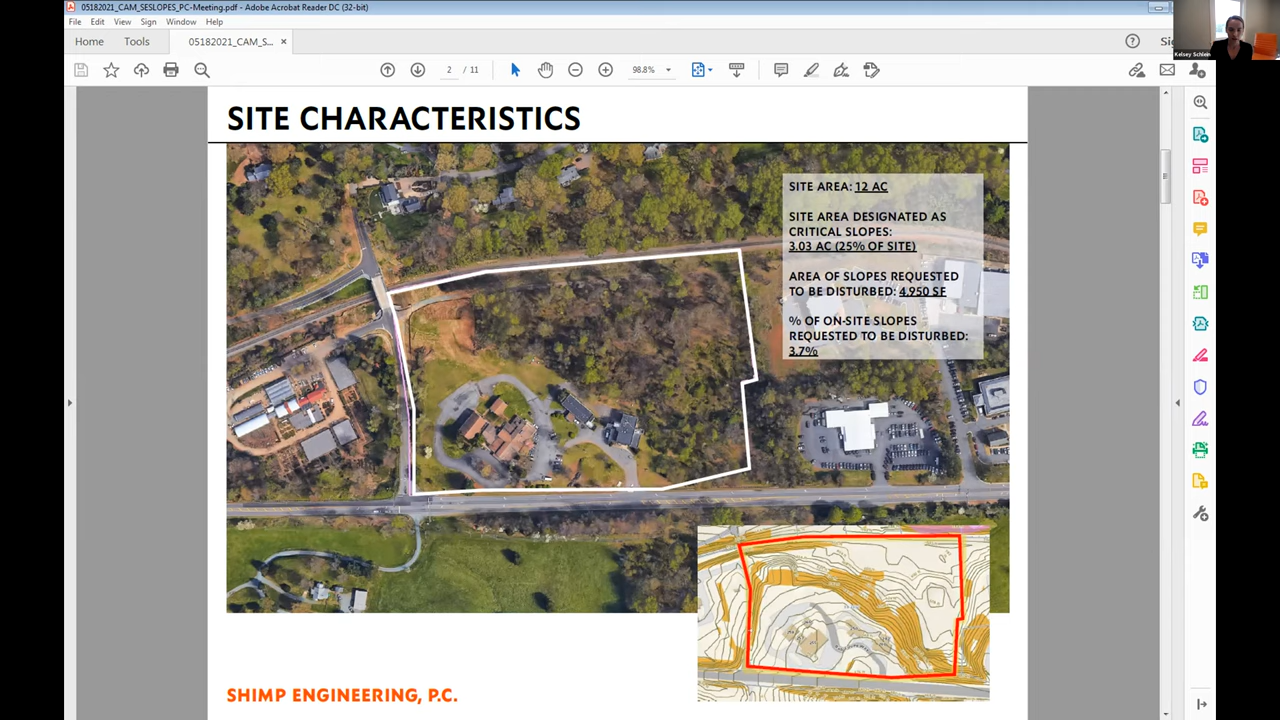 05182021_CAM_SESLOPES_PC-Meeting.pdf - Adobe Acrobat Reader DC (32-bit)
File Edit View Sign Window Help
Home Tools 05182021_CAM_S... ×
2 / 11 98.8%
Kelsey Schlein
SITE CHARACTERISTICS
SITE AREA: 12 AC
SITE AREA DESIGNATED AS
CRITICAL SLOPES:
3.03 AC (25% OF SITE)
AREA OF SLOPES REQUESTED
TO BE DISTURBED: 4,950 SF
% OF ON-SITE SLOPES
REQUESTED TO BE DISTURBED:
3.7%
SHIMP ENGINEERING, P.C.